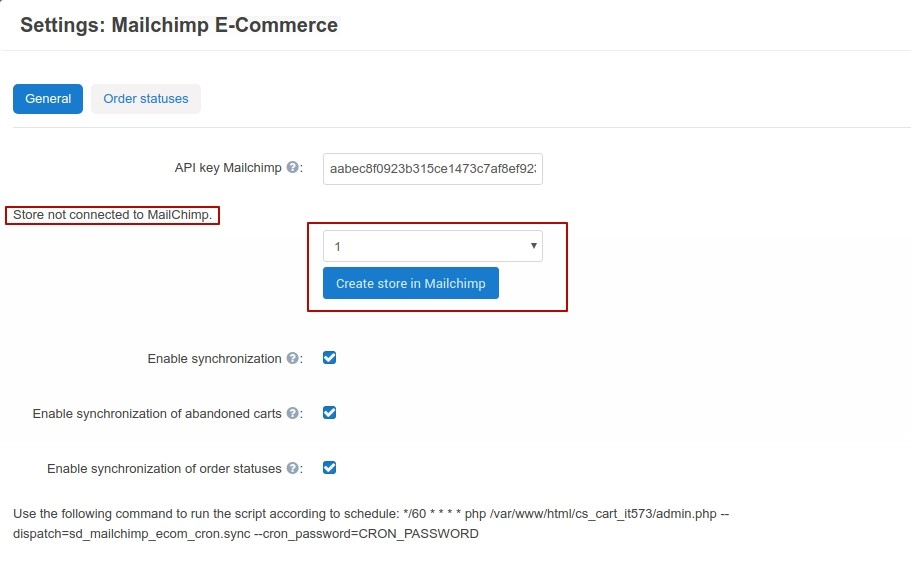 Settings: Mailchimp E-Commerce
General Order statuses
API key Mailchimp ?: aabec8f0923b315ce1473c7af8ef92
Store not connected to MailChimp.
1
Create store in Mailchimp
Enable synchronization ?:
Enable synchronization of abandoned carts ?:
Enable synchronization of order statuses ?:
Use the following command to run the script according to schedule: */60 * * * * php /var/www/html/cs_cart_it573/admin.php --
dispatch=sd_mailchimp_ecom_cron.sync --cron_password=CRON_PASSWORD